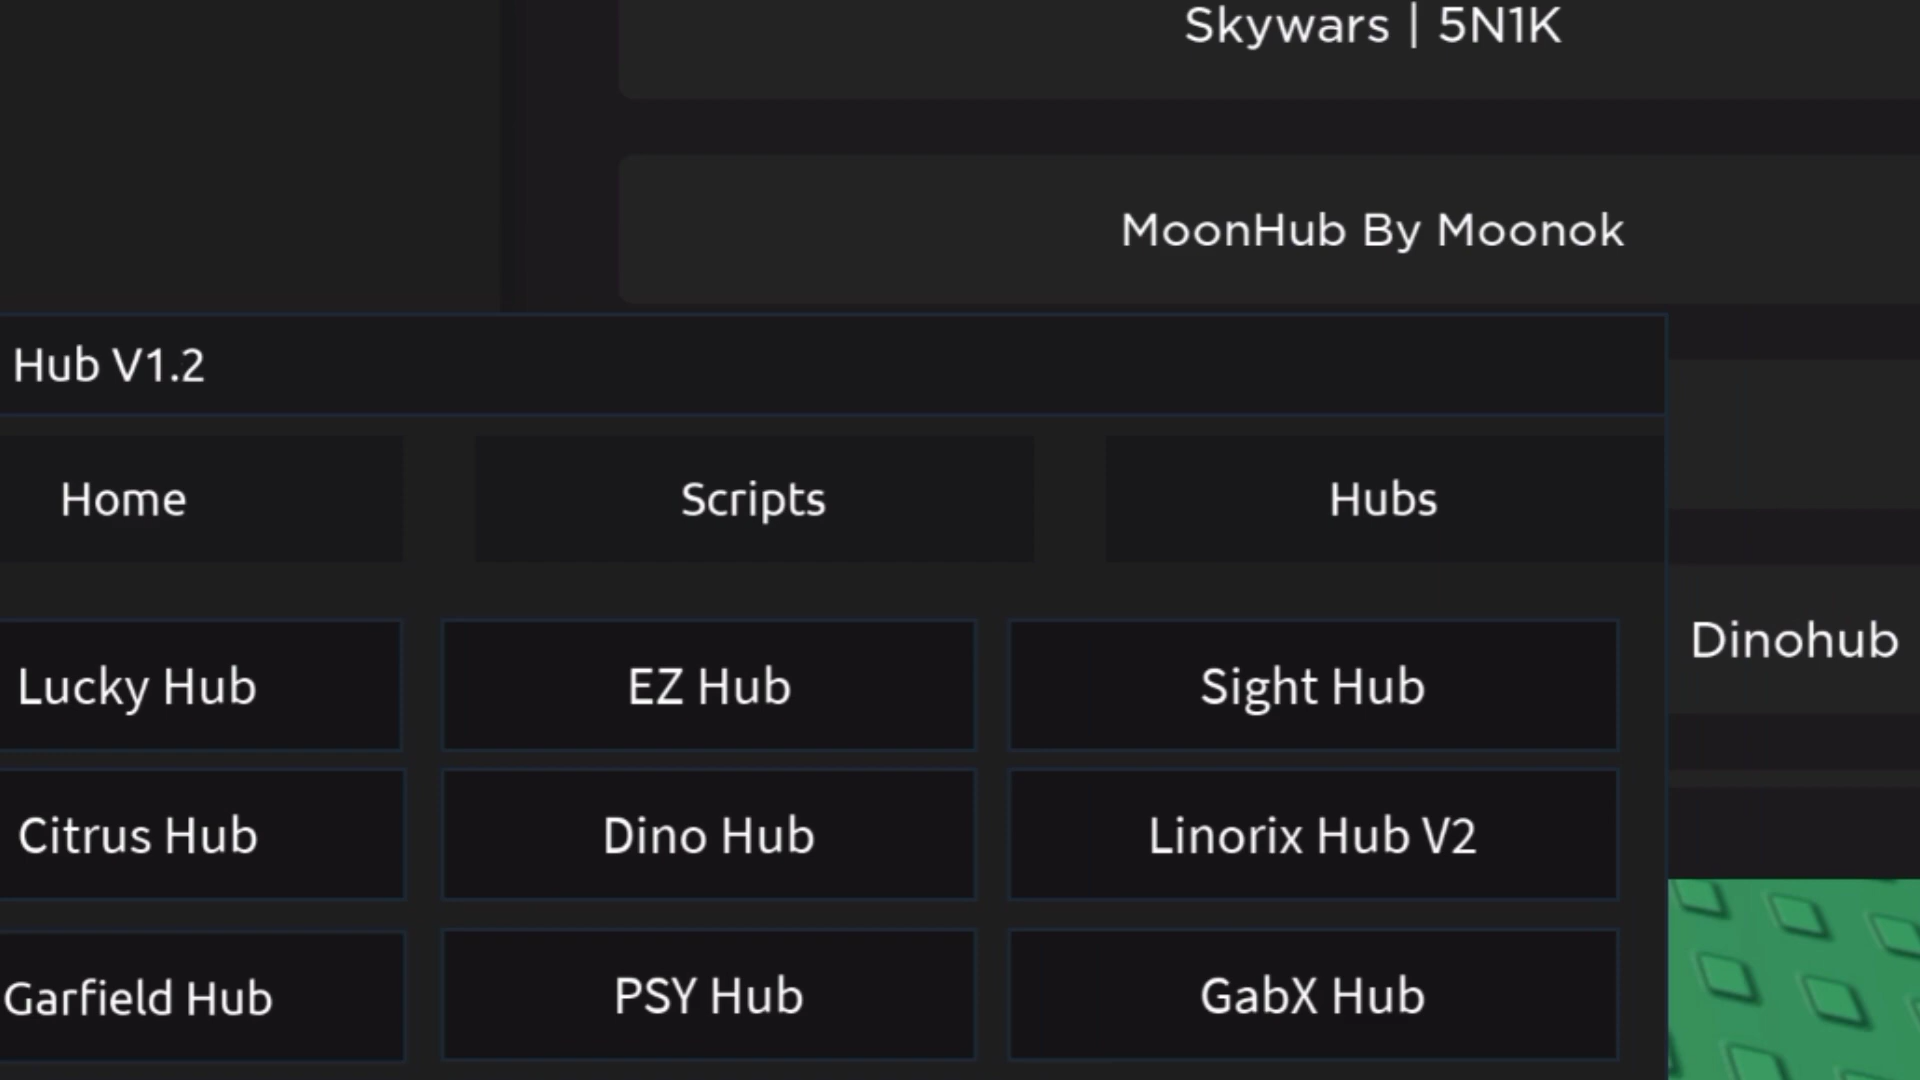 Skywars | 5N1K
MoonHub By Moonok
Hub V1.2
Home
Scripts
Hubs
Lucky Hub
EZ Hub
Sight Hub
Dinohub
Citrus Hub
Dino Hub
Linorix Hub V2
Garfield Hub
PSY Hub
GabX Hub